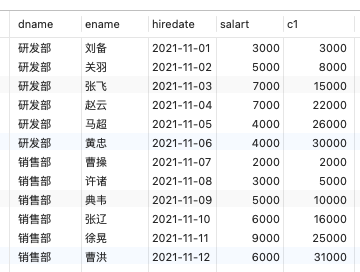 dname ename hiredate salart c1
研发部 刘备 2021-11-01 3000 3000
研发部 关羽 2021-11-02 5000 8000
研发部 张飞 2021-11-03 7000 15000
研发部 赵云 2021-11-04 7000 22000
研发部 马超 2021-11-05 4000 26000
研发部 黄忠 2021-11-06 4000 30000
销售部 曹操 2021-11-07 2000 2000
销售部 许诸 2021-11-08 3000 5000
销售部 典韦 2021-11-09 5000 10000
销售部 张辽 2021-11-10 6000 16000
销售部 徐晃 2021-11-11 9000 25000
销售部 曹洪 2021-11-12 6000 31000